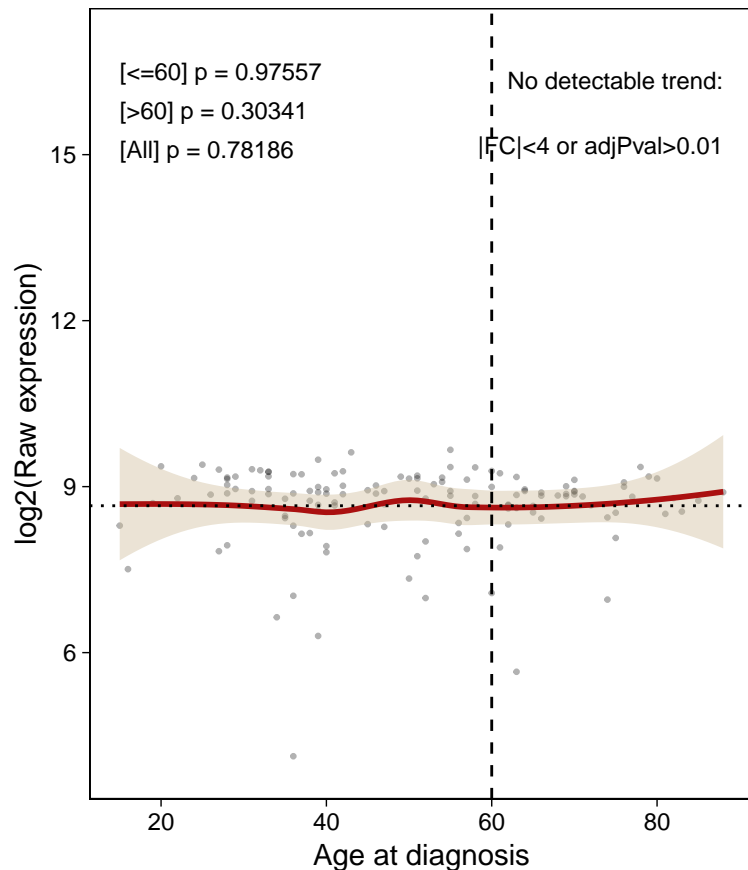 [<=60] p = 0.97557
[>60] p = 0.30341
[All] p = 0.78186
No detectable trend:
|FC|<4 or adjPval>0.01
log2(Raw expression)
15
12
9
6
20
40
60
80
Age at diagnosis